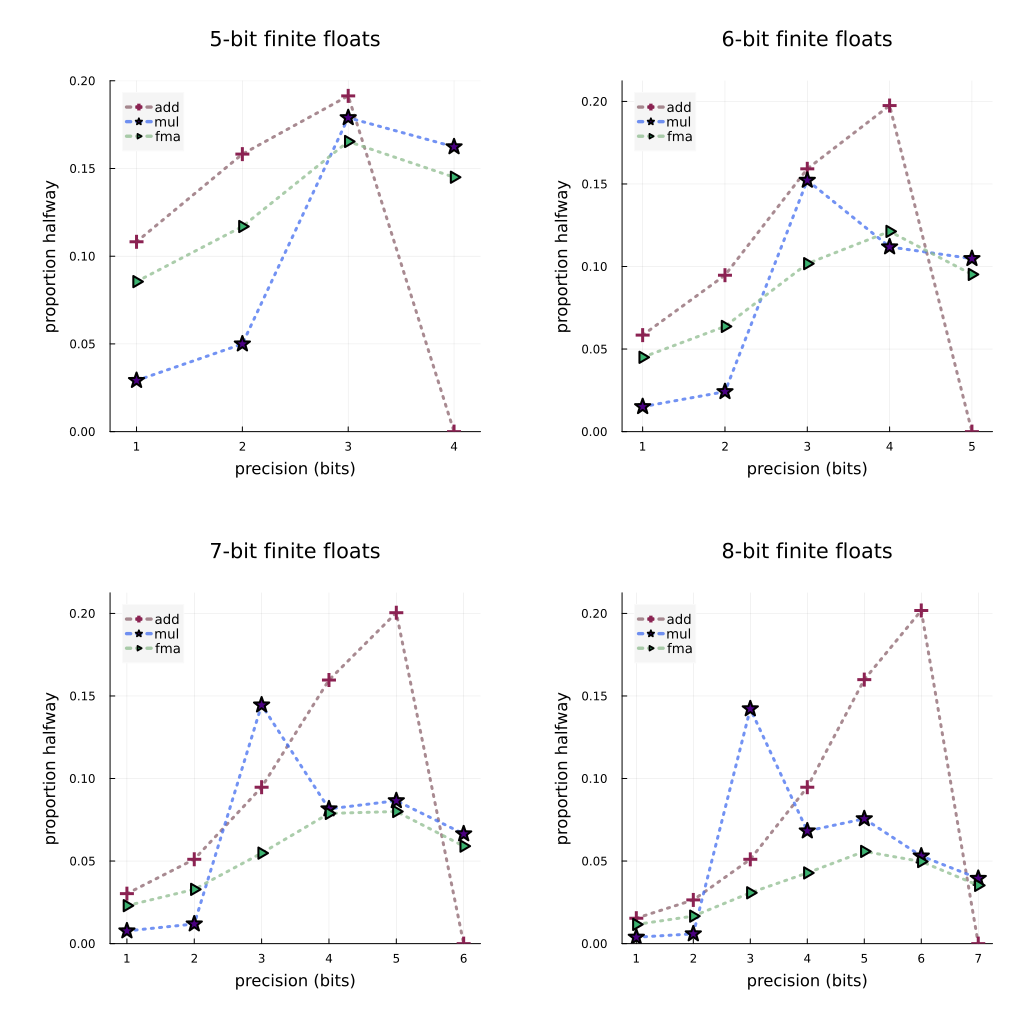 5-bit finite floats
0.20
0.15
0.10
0.05
0.00
proportion halfway
add
mul
fma
1 2 3 4
precision (bits)
6-bit finite floats
0.20
0.15
0.10
0.05
0.00
proportion halfway
add
mul
fma
1 2 3 4 5
precision (bits)
7-bit finite floats
0.20
0.15
0.10
0.05
0.00
proportion halfway
add
mul
fma
1 2 3 4 5 6
precision (bits)
8-bit finite floats
0.20
0.15
0.10
0.05
0.00
proportion halfway
add
mul
fma
1 2 3 4 5 6 7
precision (bits)